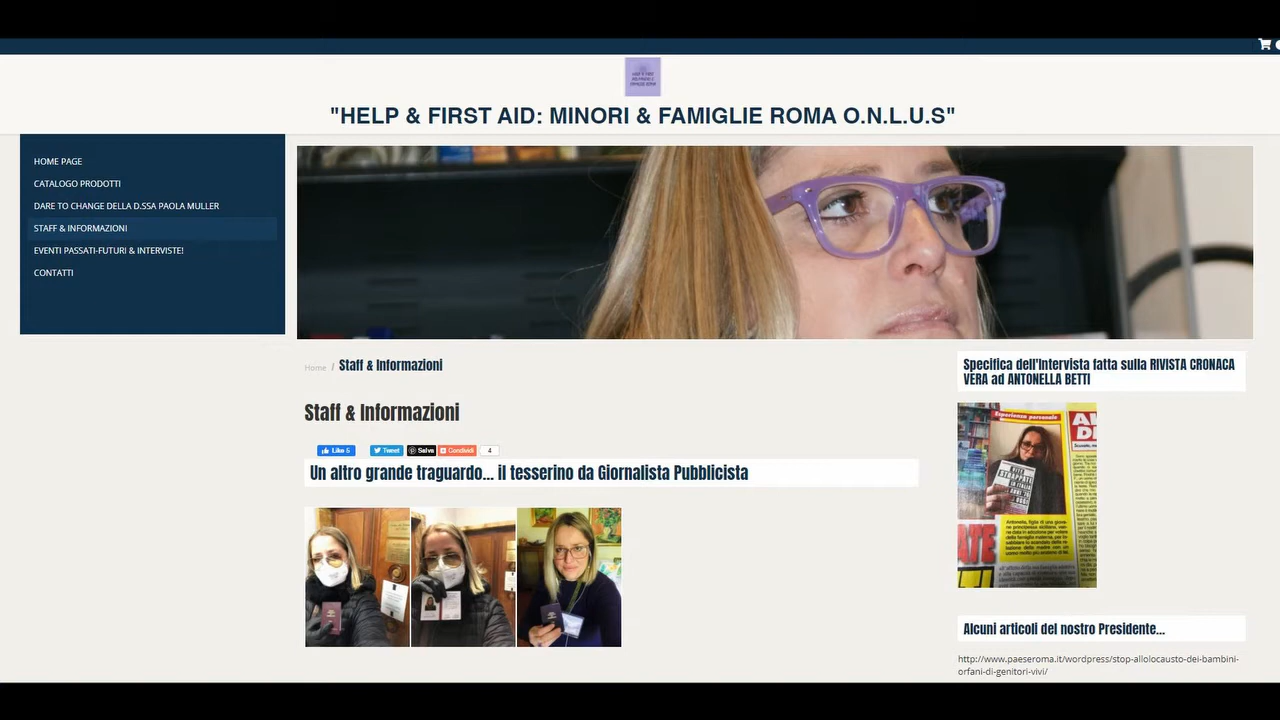 "HELP & FIRST AID: MINORI & FAMIGLIE ROMA O.N.L.U.S"
HOME PAGE
CATALOGO PRODOTTI
DARE TO CHANGE DELLA D.SSA PAOLA MULLER
STAFF & INFORMAZIONI
EVENTI PASSATI-FUTURI & INTERVISTE!
CONTATTI
Home / Staff & Informazioni
Staff & Informazioni
Like 5
Tweet
Salva
Condividi
4
Un altro grande traguardo... il tesserino da Giornalista Pubblicista
Specifica dell'Intervista fatta sulla RIVISTA CRONACA
VERA ad ANTONELLA BETTI
Esperienza personale
Alcuni articoli del nostro Presidente...
http://www.paeseroma.it/wordpress/stop-allolocausto-dei-bambini-
orfani-di-genitori-vivi/